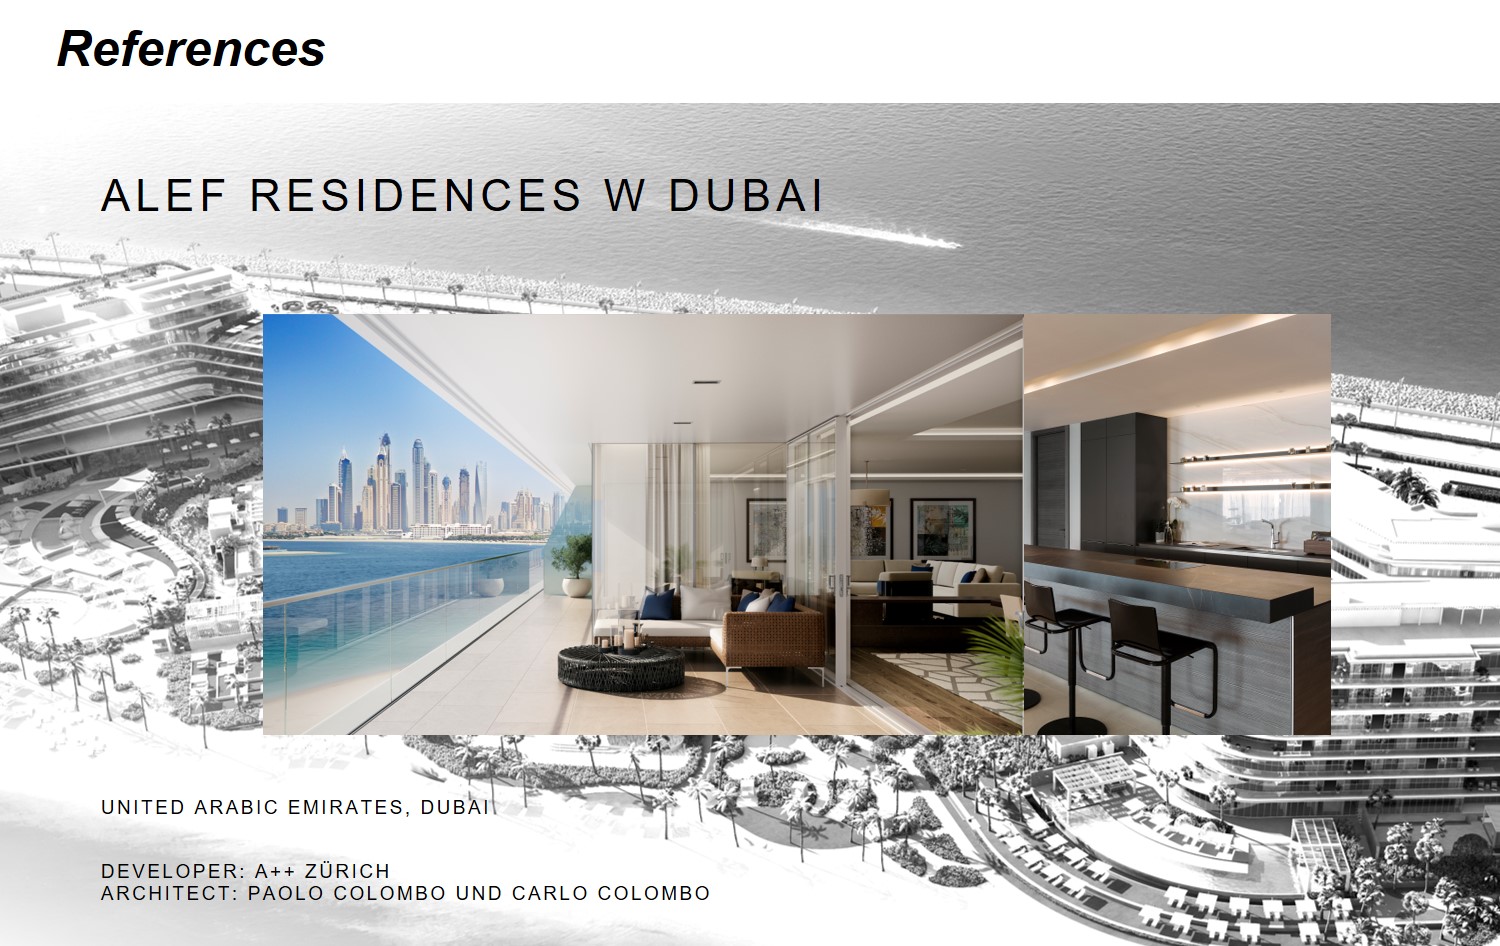 References
ALEF RESIDENCES W DUBAI
UNITED ARABIC EMIRATES, DUBAI
DEVELOPER: A++ ZÜRICH
ARCHITECT: PAOLO COLOMBO UND CARLO COLOMBO